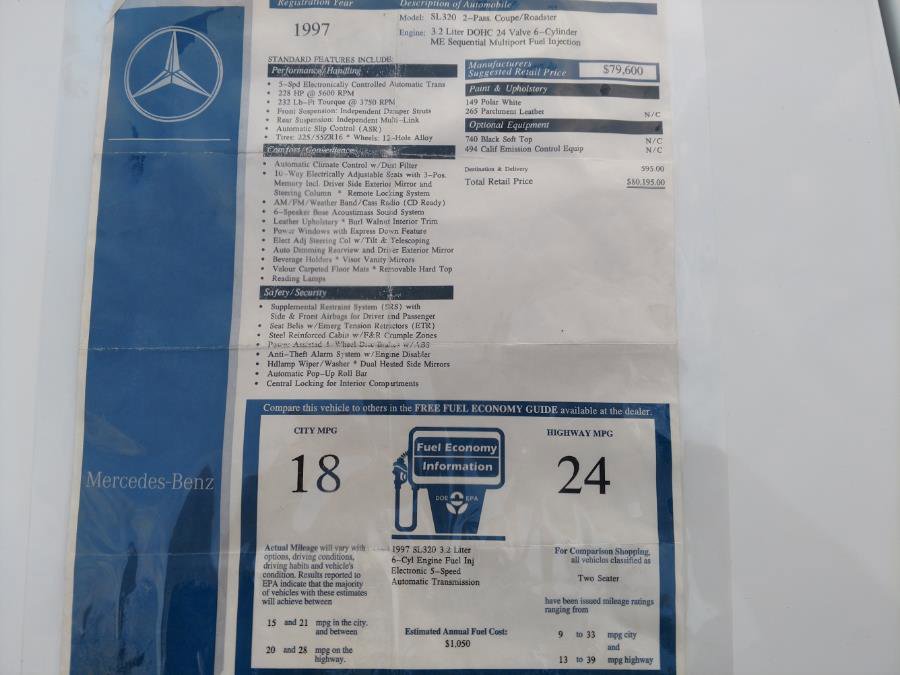 Registration Year
1997
Description of Automobile
Model: SL320 2-Pass. Coupe/Roadster
Engine: 3.2 Liter DOHC 24 Valve 6-Cylinder
ME Sequential Multiport Fuel Injection
STANDARD FEATURES INCLUDE:
Performance/Handling
• 5-Spd Electronically Controlled Automatic Trans
• 228 HP @ 5600 RPM
• 232 Lb-Ft Tourque @ 3750 RPM
• Front Suspension: Independent Damper Struts
• Rear Suspension: Independent Multi-Link
• Automatic Slip Control (ASR)
• Tires: 225/55ZR16 * Wheels: 12-Hole Alloy
Comfort/Convenience
• Automatic Climate Control w/Dust Filter
• 10-Way Electrically Adjustable Seats with 3-Pos.
Memory Incl. Driver Side Exterior Mirror and
Steering Column * Remote Locking System
• AM/FM/Weather Band/Cass Radio (CD Ready)
• 6-Speaker Bose Acoustimass Sound System
• Leather Upholstery * Burl Walnut Interior Trim
• Power Windows with Express Down Feature
• Elect Adj Steering Col w/Tilt & Telescoping
• Auto Dimming Rearview and Driver Exterior Mirror
• Beverage Holders * Visor Vanity Mirrors
• Velour Carpeted Floor Mats * Removable Hard Top
• Reading Lamps
Safety/Security
• Supplemental Restraint System (SRS) with
Side & Front Airbags for Driver and Passenger
• Seat Belts w/Emerg Tension Retractors (ETR)
• Steel Reinforced Cabin w/F&R Crumple Zones
• Power Assisted 4-Wheel Disc Brakes w/ABS
• Anti-Theft Alarm System w/Engine Disabler
• Hdlamp Wiper/Washer * Dual Heated Side Mirrors
• Automatic Pop-Up Roll Bar
• Central Locking for Interior Compartments
Manufacturers
Suggested Retail Price $79,600
Paint & Upholstery
149 Polar White
265 Parchment Leather N/C
Optional Equipment
740 Black Soft Top N/C
494 Calif Emission Control Equip N/C
Destination & Delivery 595.00
Total Retail Price $80,195.00
Mercedes-Benz
Compare this vehicle to others in the FREE FUEL ECONOMY GUIDE available at the dealer.
CITY MPG
18
Fuel Economy
Information
DOE EPA
HIGHWAY MPG
24
Actual Mileage will vary with
options, driving conditions,
driving habits and vehicle's
condition. Results reported to
EPA indicate that the majority
of vehicles with these estimates
will achieve between
15 and 21 mpg in the city.
and between
20 and 28 mpg on the
highway.
1997 SL320 3.2 Liter
6-Cyl Engine Fuel Inj
Electronic 5-Speed
Automatic Transmission
Estimated Annual Fuel Cost:
$1,050
For Comparison Shopping,
all vehicles classified as
Two Seater
have been issued mileage ratings
ranging from
9 to 33 mpg city
and
13 to 39 mpg highway